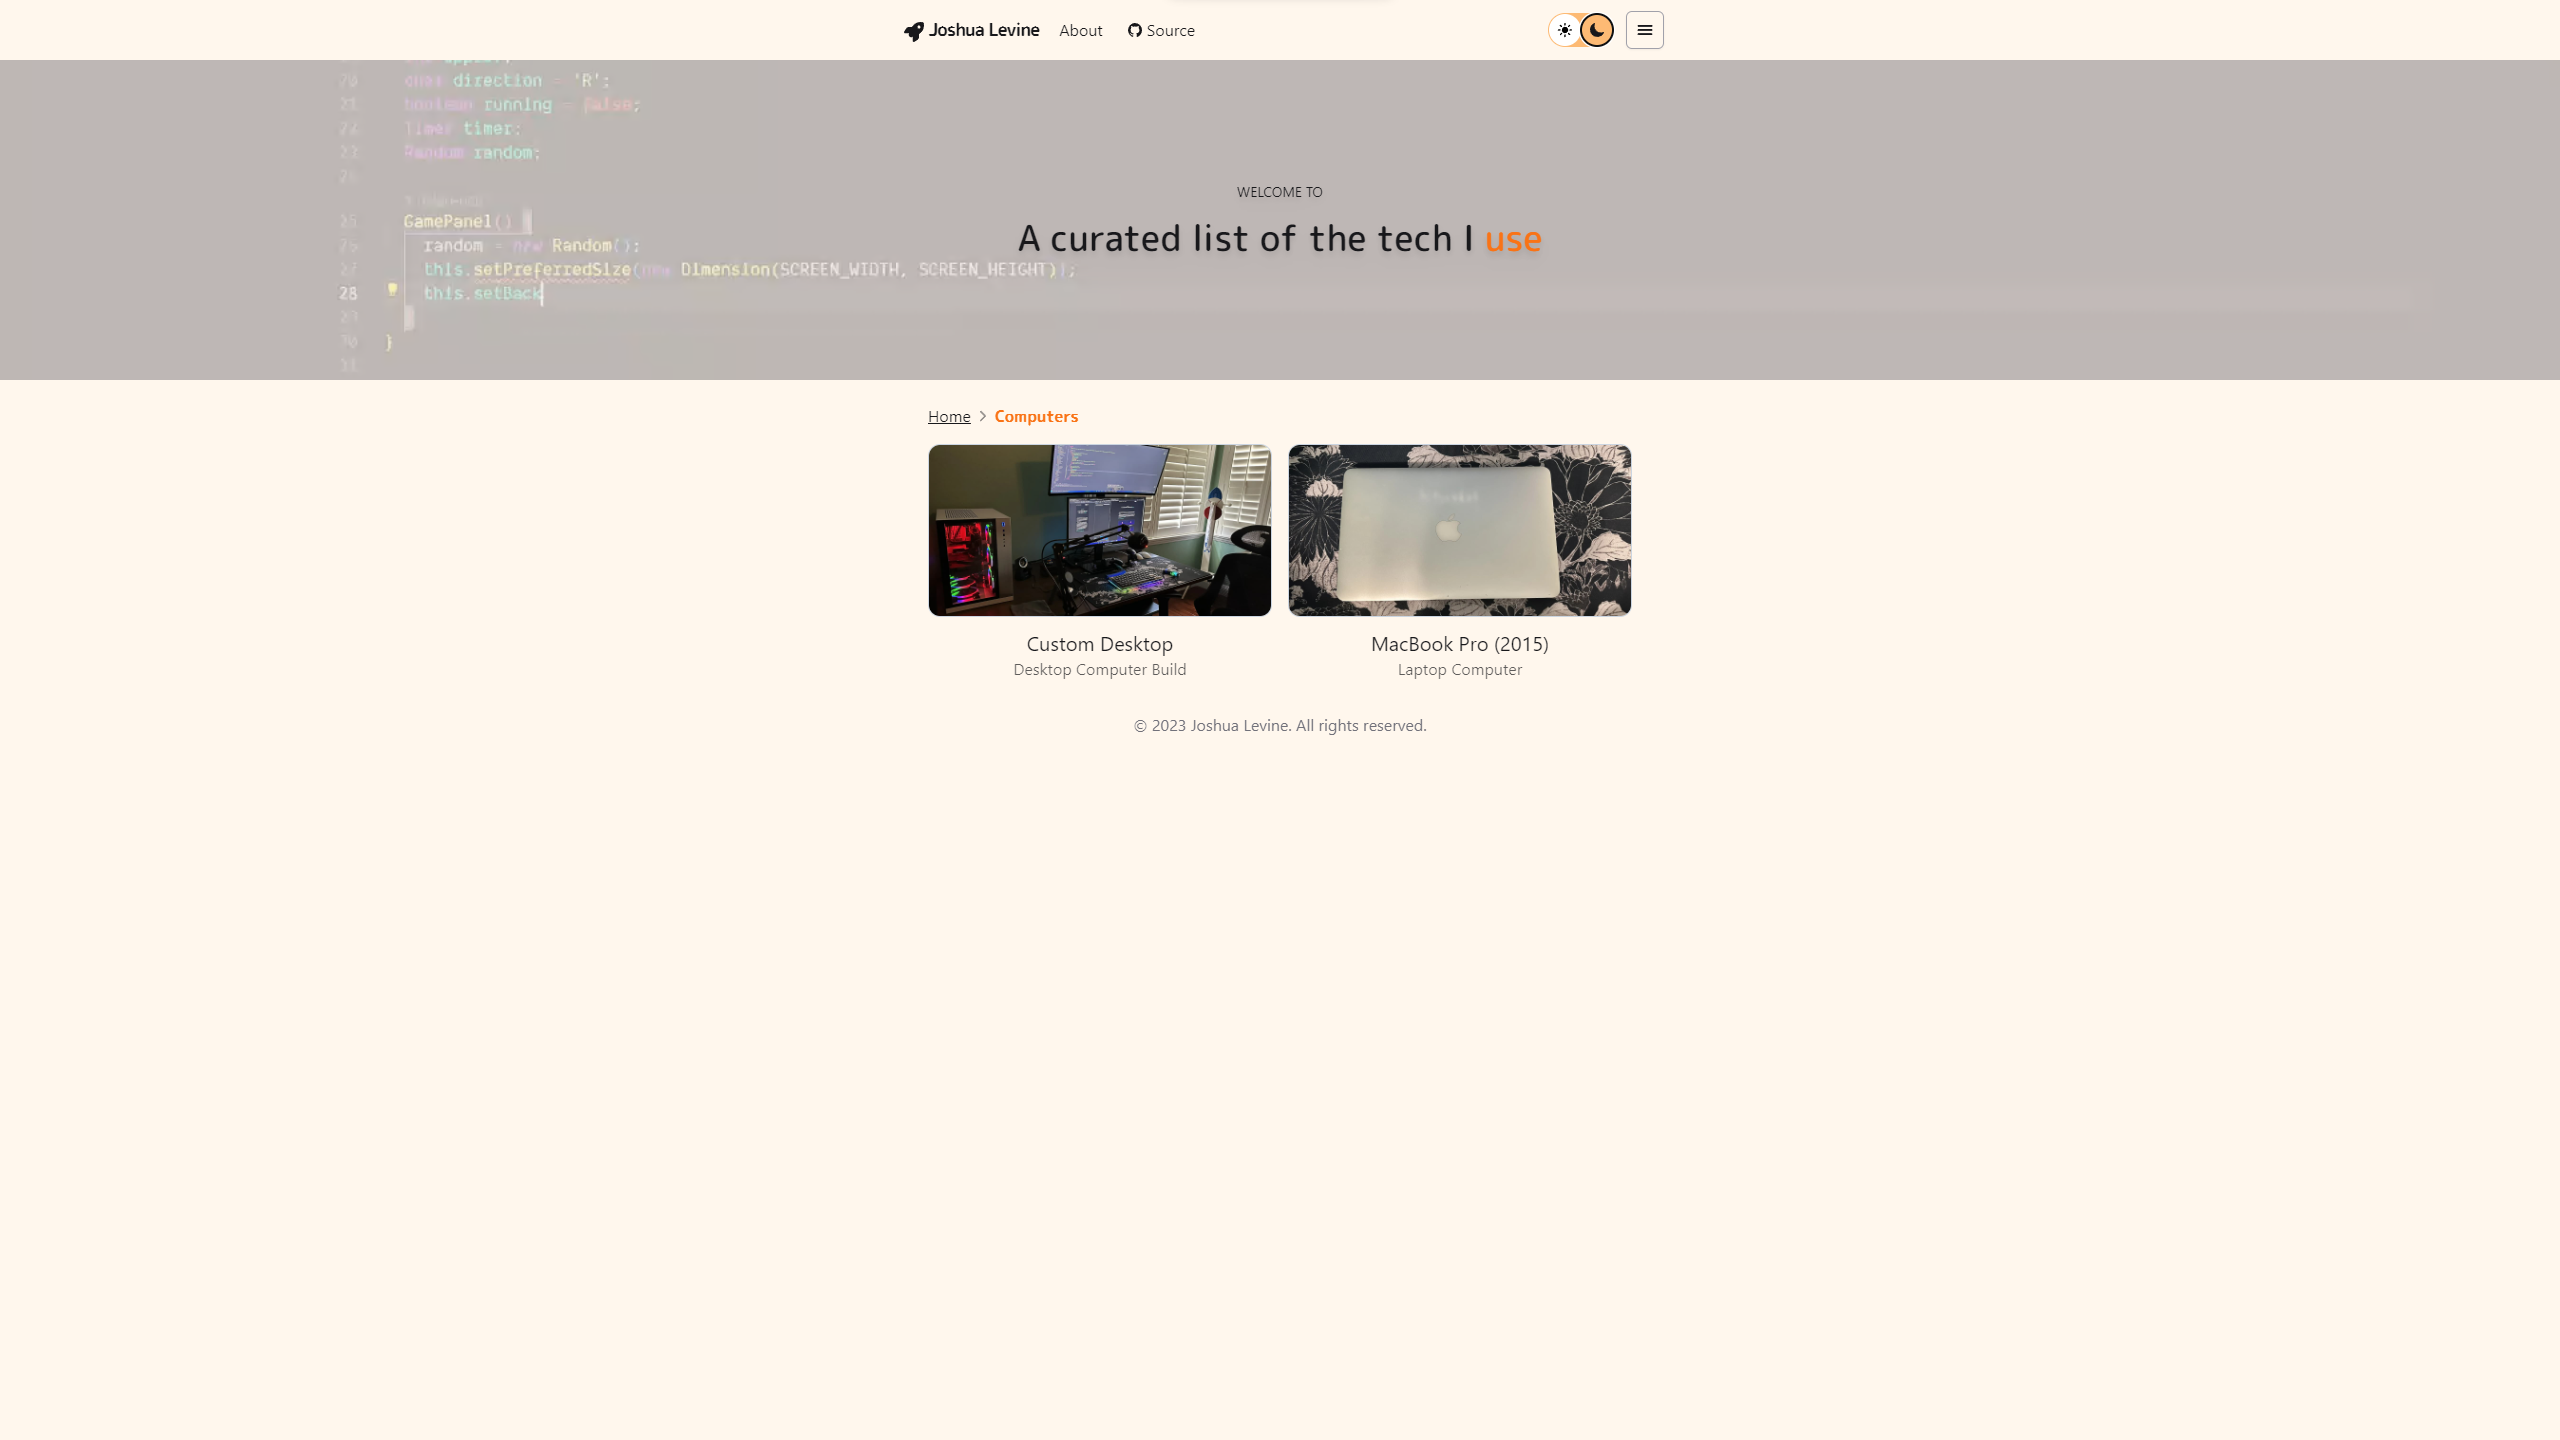 Joshua Levine About Source
char direction = 'R';
boolean running = false;
Timer timer;
Random random;
WELCOME TO
A curated list of the tech I use
GamePanel() {
random = new Random();
this.setPreferredSize(new Dimension(SCREEN_WIDTH, SCREEN_HEIGHT));
28 this.setBack
}
}
Home > Computers
Custom Desktop
Desktop Computer Build
MacBook Pro (2015)
Laptop Computer
© 2023 Joshua Levine. All rights reserved.